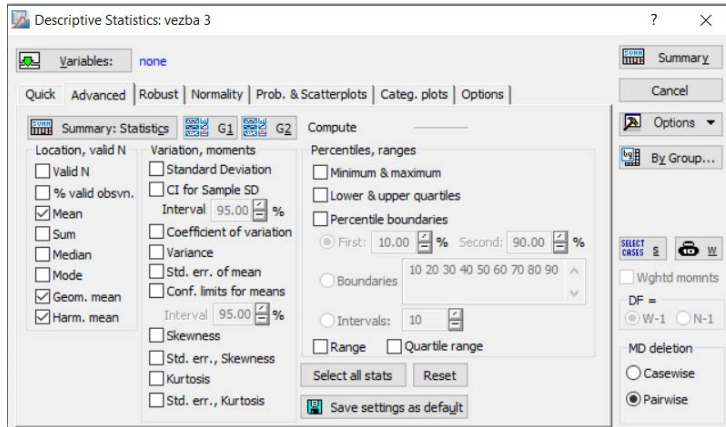 Descriptive Statistics: vezba 3
? ×
Variables: none
Summary
Quick Advanced Robust Normality Prob. & Scatterplots Categ. plots Options
Cancel
Summary: Statistics G1 G2 Compute
Options
By Group...
Location, valid N
Valid N
% valid obsvn.
Mean
Sum
Median
Mode
Geom. mean
Harm. mean
Variation, moments
Standard Deviation
CI for Sample SD
Interval 95.00 %
Coefficient of variation
Variance
Std. err. of mean
Conf. limits for means
Interval 95.00 %
Skewness
Std. err., Skewness
Kurtosis
Std. err., Kurtosis
Percentiles, ranges
Minimum & maximum
Lower & upper quartiles
Percentile boundaries
First: 10.00 % Second: 90.00 %
Boundaries 10 20 30 40 50 60 70 80 90
Intervals: 10
Range Quartile range
Select all stats Reset
Save settings as default
SELECT CASES S W
Wghtd momnts
DF =
W-1 N-1
MD deletion
Casewise
Pairwise